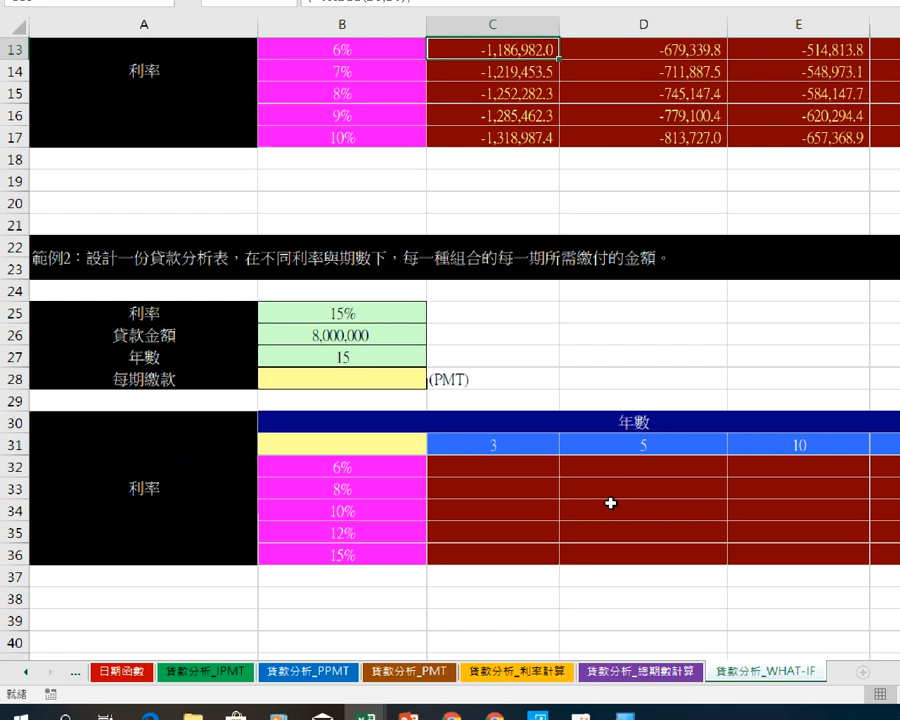 A B C D E
13 6% -1,186,982.0 -679,339.8 -514,813.8
14 利率 7% -1,219,453.5 -711,887.5 -548,973.1
15 8% -1,252,282.3 -745,147.4 -584,147.7
16 9% -1,285,462.3 -779,100.4 -620,294.4
17 10% -1,318,987.4 -813,727.0 -657,368.9
18
19
20
21
22
範例2：設計一份貸款分析表，在不同利率與期數下，每一種組合的每一期所需繳付的金額。
23
24
25 利率 15%
26 貸款金額 8,000,000
27 年數 15
28 每期繳款 (PMT)
29
30 年數
31 3 5 10
32 6%
33 利率 8%
34 10%
35 12%
36 15%
37
38
39
40
... 日期函數 貸款分析_IPMT 貸款分析_PPMT 貸款分析_PMT 貸款分析_利率計算 貸款分析_總期數計算 貸款分析_WHAT-IF
就緒